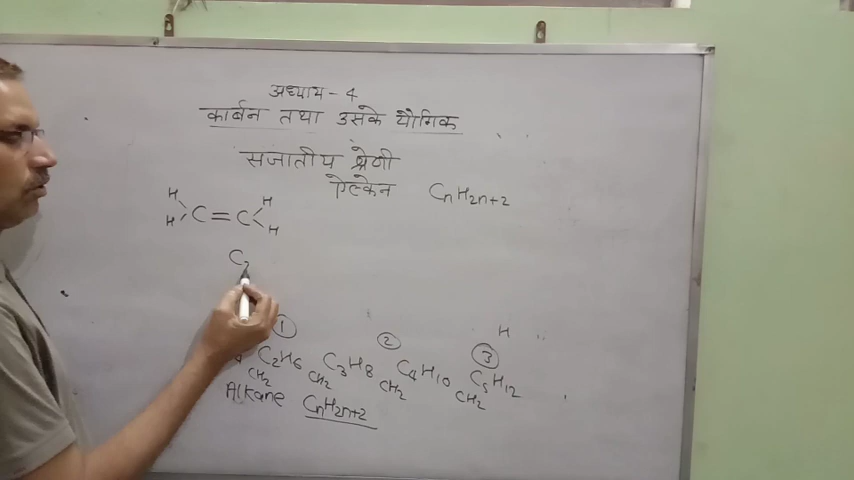 अध्याय - 4
कार्बन तथा उसके यौगिक
सजातीय श्रेणी
ऐल्केन CnH2n+2
H H
C=C
H H
C2
H
1 2 3
C2H6 C3H8 C4H10 C5H12
CH2 CH2 CH2 CH2
Alkane CnH2n+2